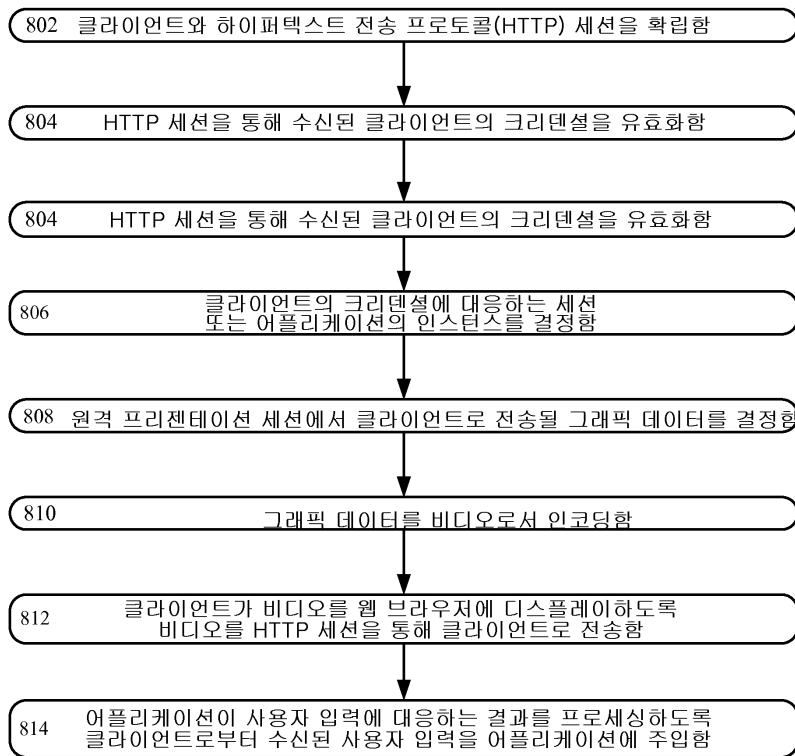 802 클라이언트와 하이퍼텍스트 전송 프로토콜(HTTP) 세션을 확립함
804 HTTP 세션을 통해 수신된 클라이언트의 크리덴셜을 유효화함
804 HTTP 세션을 통해 수신된 클라이언트의 크리덴셜을 유효화함
806 클라이언트의 크리덴셜에 대응하는 세션
또는 어플리케이션의 인스턴스를 결정함
808 원격 프리젠테이션 세션에서 클라이언트로 전송될 그래픽 데이터를 결정함
810 그래픽 데이터를 비디오로서 인코딩함
812 클라이언트가 비디오를 웹 브라우저에 디스플레이하도록
비디오를 HTTP 세션을 통해 클라이언트로 전송함
814 어플리케이션이 사용자 입력에 대응하는 결과를 프로세싱하도록
클라이언트로부터 수신된 사용자 입력을 어플리케이션에 주입함